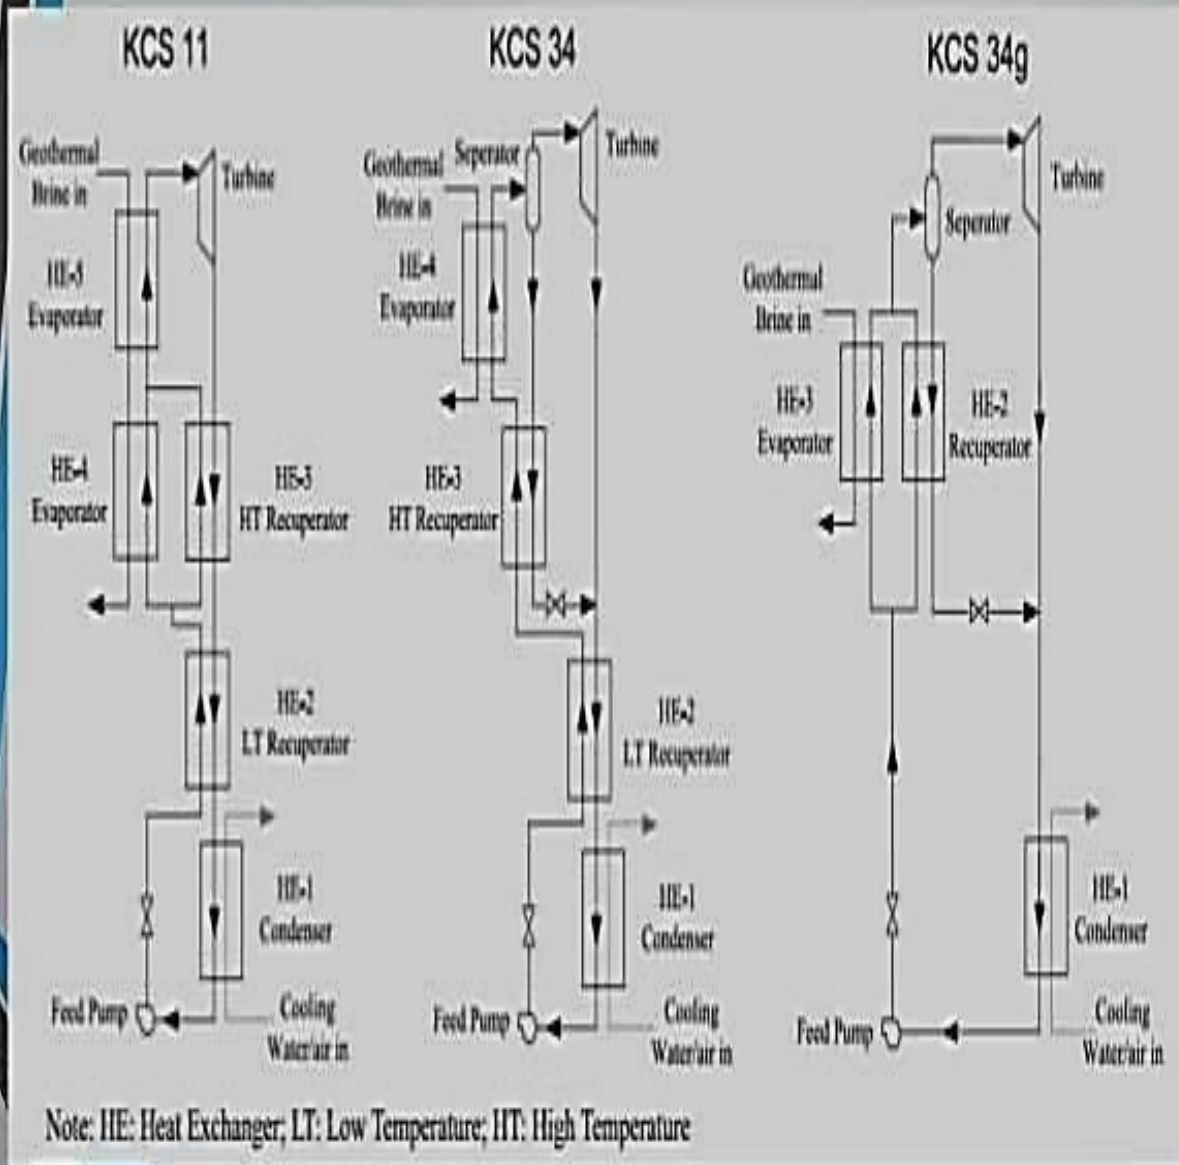 KCS 11
Geothermal
Brine in
Turbine
HE-5
Evaporator
HE-4
Evaporator
HE-3
HT Recuperator
HE-2
LT Recuperator
HE-1
Condenser
Feed Pump
Cooling
Water/air in
KCS 34
Geothermal
Brine in
Seperator
Turbine
HE-4
Evaporator
HE-3
HT Recuperator
HE-2
LT Recuperator
HE-1
Condenser
Feed Pump
Cooling
Water/air in
KCS 34g
Turbine
Seperator
Geothermal
Brine in
HE-3
Evaporator
HE-2
Recuperator
HE-1
Condenser
Feed Pump
Cooling
Water/air in
Note: HE: Heat Exchanger; LT: Low Temperature; HT: High Temperature